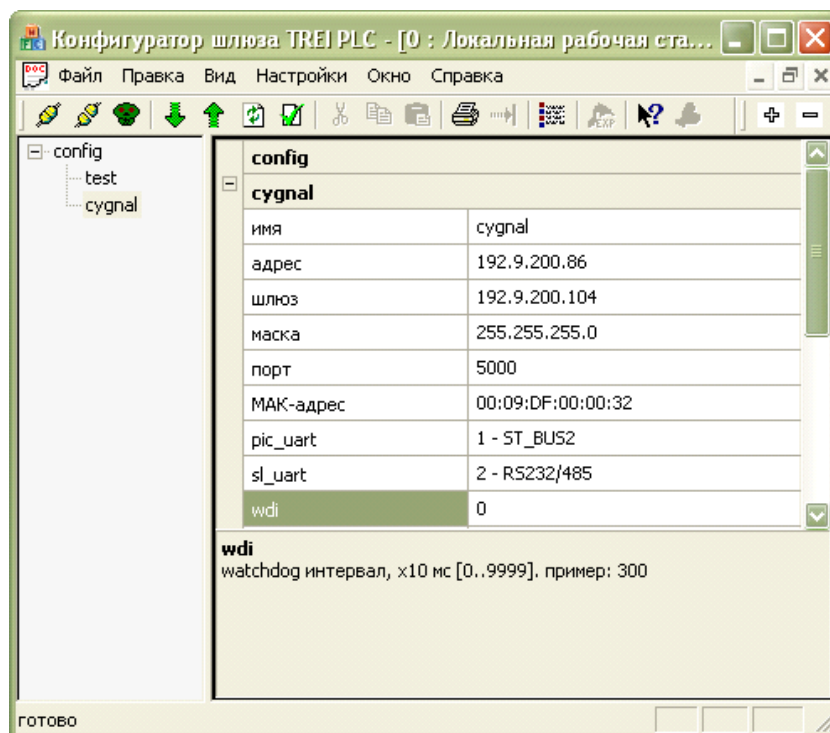 Конфигуратор шлюза TREI PLC - [0 : Локальная рабочая ста...
Файл Правка Вид Настройки Окно Справка
config
test
cygnal
config
cygnal
имя cygnal
адрес 192.9.200.86
шлюз 192.9.200.104
маска 255.255.255.0
порт 5000
МАК-адрес 00:09:DF:00:00:32
pic_uart 1 - ST_BUS2
sl_uart 2 - RS232/485
wdi 0
wdi
watchdog интервал, x10 мс [0..9999]. пример: 300
готово